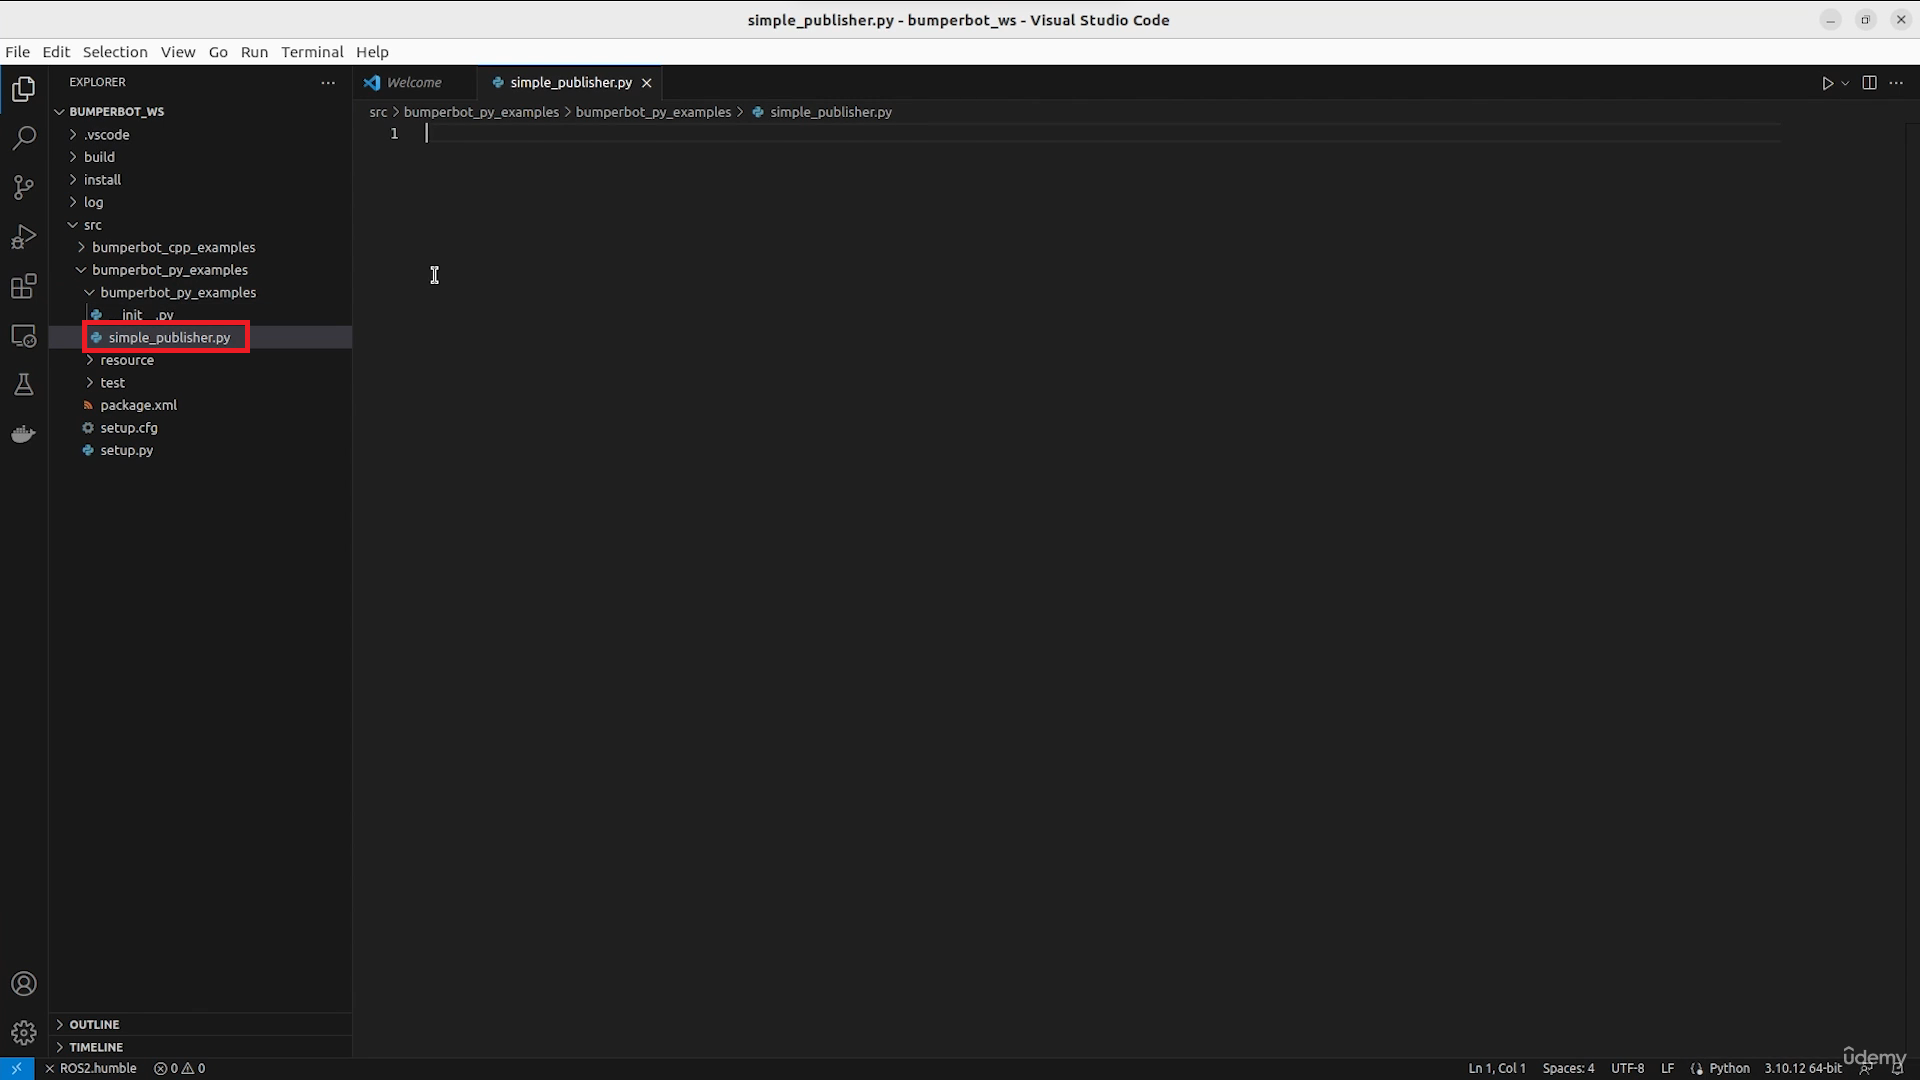 simple_publisher.py - bumperbot_ws - Visual Studio Code
File Edit Selection View Go Run Terminal Help
EXPLORER
Welcome
simple_publisher.py
BUMPERBOT_WS
src > bumperbot_py_examples > bumperbot_py_examples > simple_publisher.py
1
.vscode
build
install
log
src
bumperbot_cpp_examples
bumperbot_py_examples
bumperbot_py_examples
__init__.py
simple_publisher.py
resource
test
package.xml
setup.cfg
setup.py
OUTLINE
TIMELINE
ROS2.humble 0 0 Ln 1, Col 1 Spaces: 4 UTF-8 LF Python 3.10.12 64-bit
ûdemy